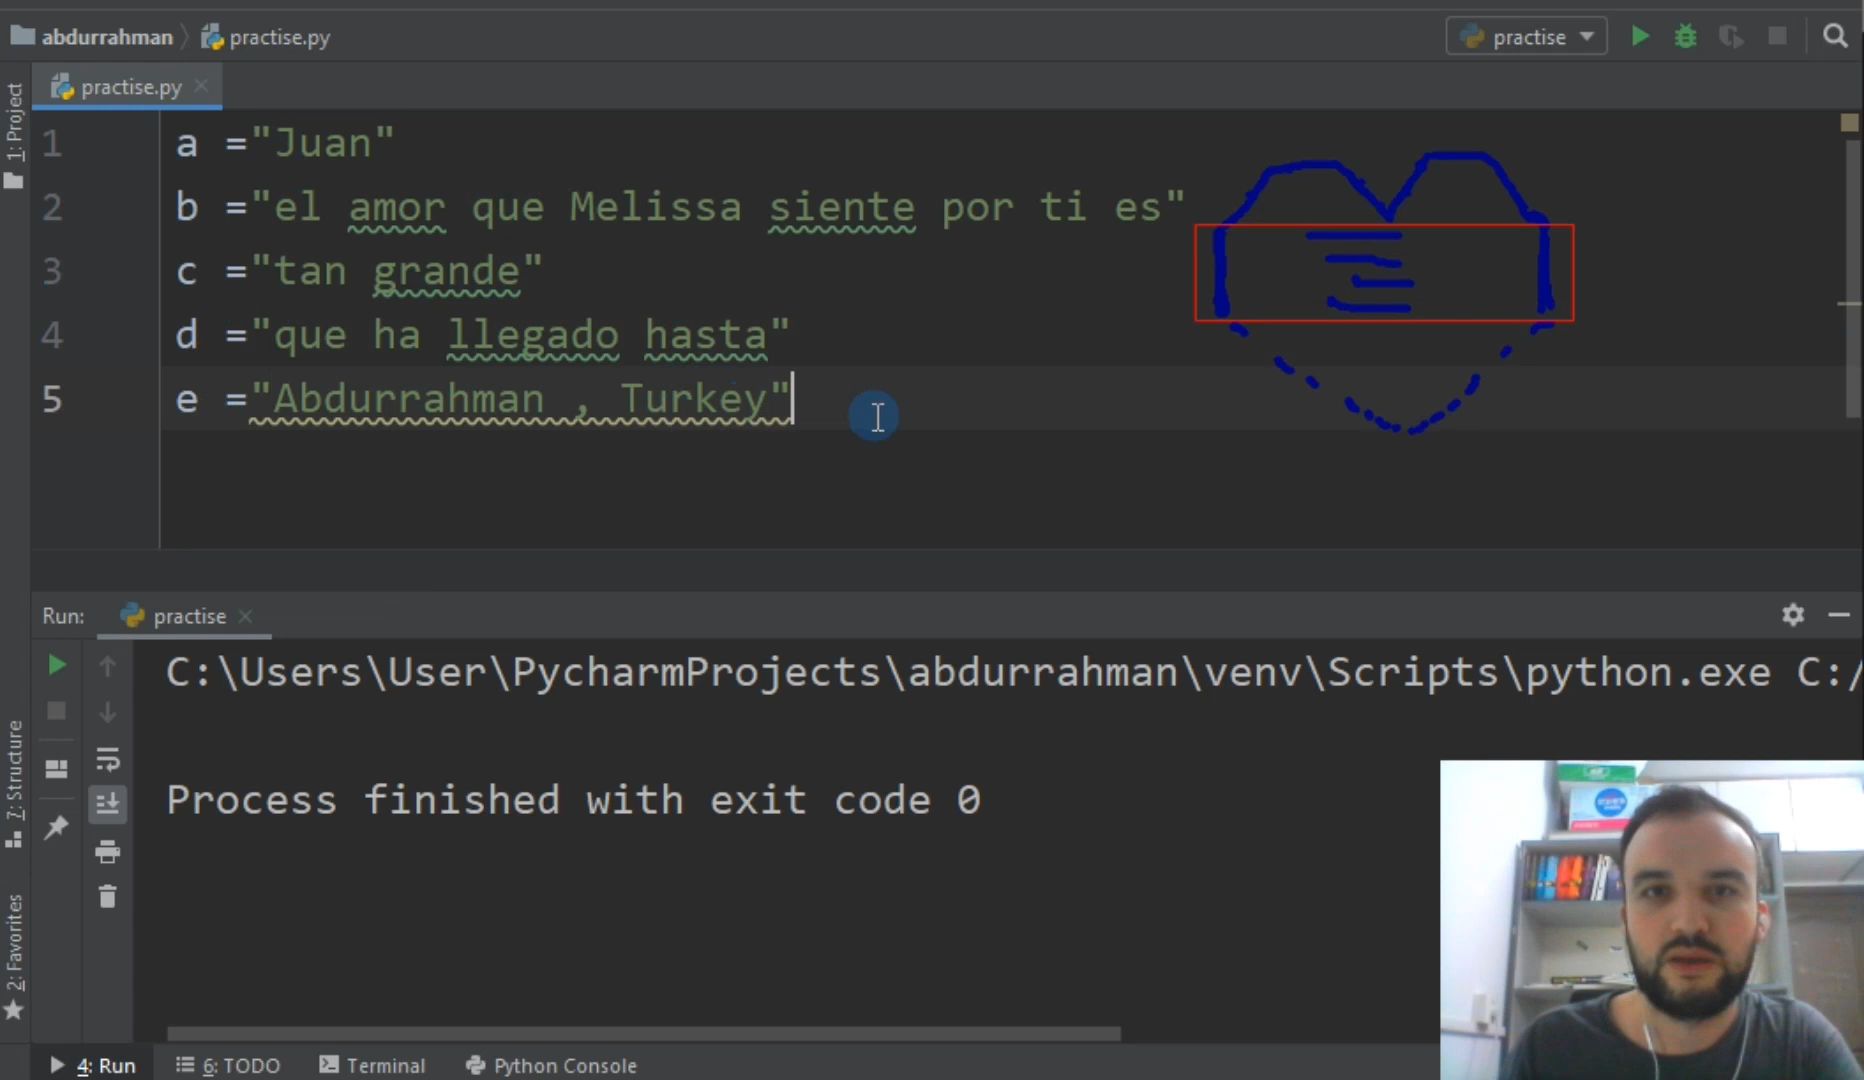 abdurrahman practise.py practise
practise.py
1: Project
1 a ="Juan"
2 b ="el amor que Melissa siente por ti es"
3 c ="tan grande"
4 d ="que ha llegado hasta"
5 e ="Abdurrahman , Turkey"
Run: practise
C:\Users\User\PycharmProjects\abdurrahman\venv\Scripts\python.exe C:/
Process finished with exit code 0
7: Structure
2: Favorites
4: Run 6: TODO Terminal Python Console